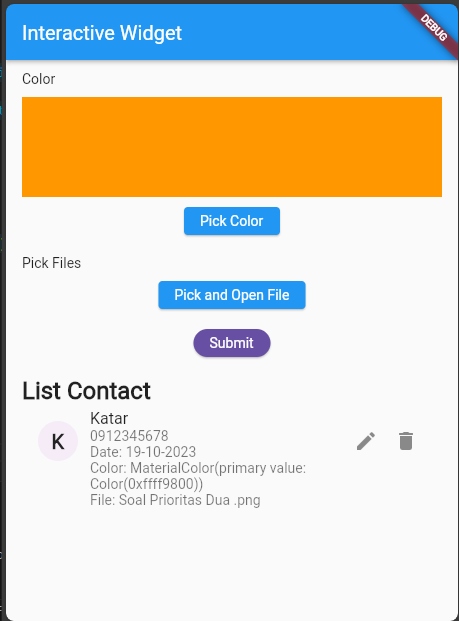 Interactive Widget
DEBUG
Color
Pick Color
Pick Files
Pick and Open File
Submit
List Contact
K
Katar
0912345678
Date: 19-10-2023
Color: MaterialColor(primary value:
Color(0xffff9800))
File: Soal Prioritas Dua .png